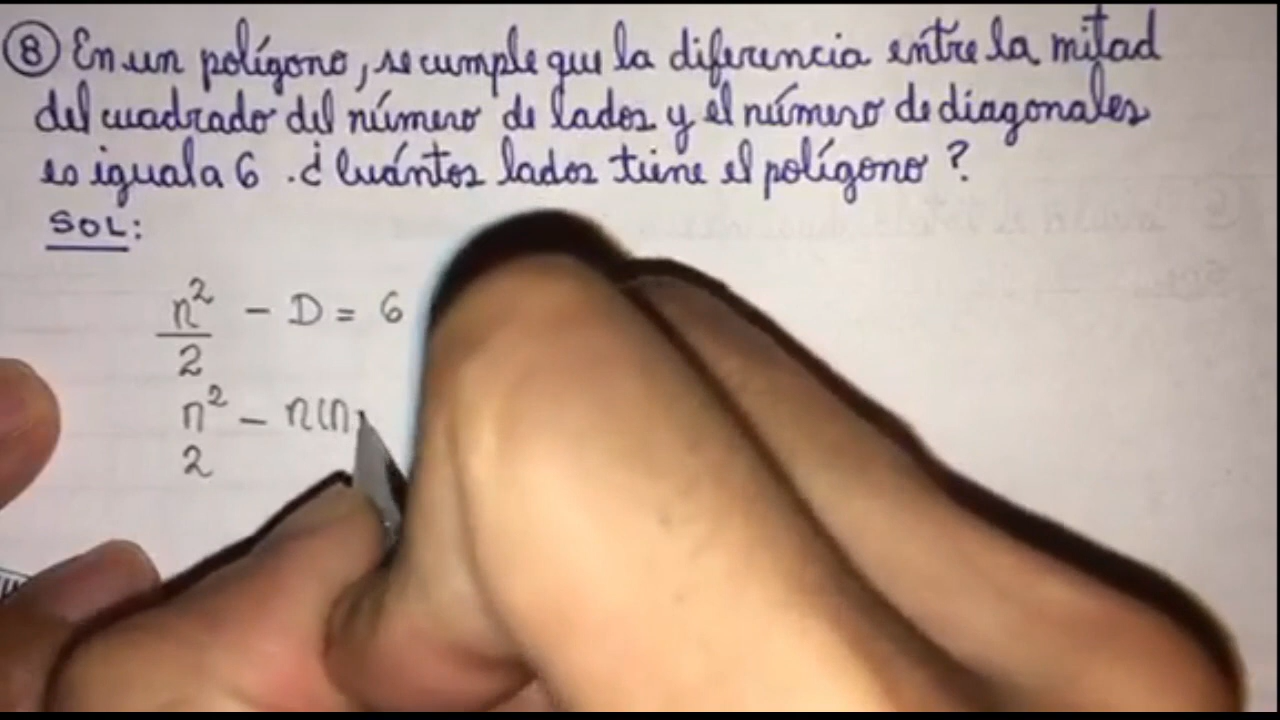 ⑧ En un polígono, se cumple que la diferencia entre la mitad
del cuadrado del número de lados y el número de diagonales
es igual a 6. ¿Cuántos lados tiene el polígono?
SOL:
n²/2 - D = 6
n² - n(n
2